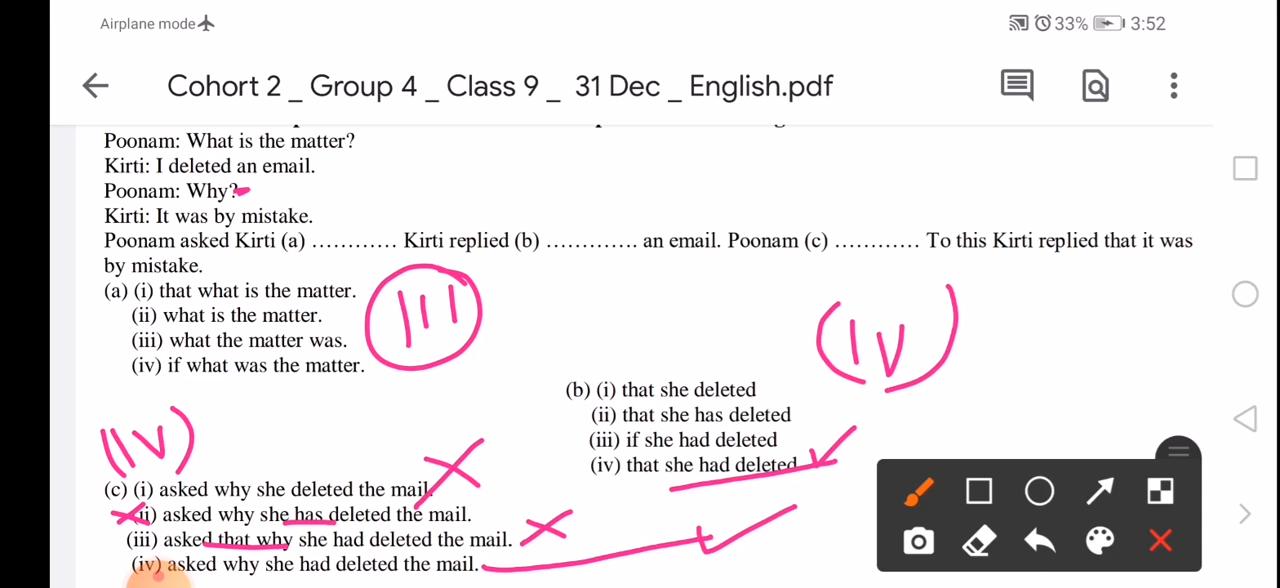 Airplane mode 33% 3:52
Cohort 2 _ Group 4 _ Class 9 _ 31 Dec _ English.pdf
Poonam: What is the matter?
Kirti: I deleted an email.
Poonam: Why?
Kirti: It was by mistake.
Poonam asked Kirti (a) ………… Kirti replied (b) …………. an email. Poonam (c) ………… To this Kirti replied that it was
by mistake.
(a) (i) that what is the matter.
(ii) what is the matter.
(iii) what the matter was.
(iv) if what was the matter.
III
(iv)
(b) (i) that she deleted
(ii) that she has deleted
(iii) if she had deleted
(iv) that she had deleted
(iv)
(c) (i) asked why she deleted the mail.
(ii) asked why she has deleted the mail.
(iii) asked that why she had deleted the mail.
(iv) asked why she had deleted the mail.